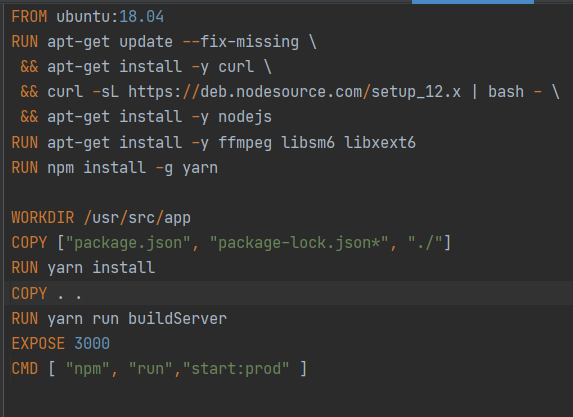 FROM ubuntu:18.04
RUN apt-get update --fix-missing \
 && apt-get install -y curl \
 && curl -sL https://deb.nodesource.com/setup_12.x | bash - \
 && apt-get install -y nodejs
RUN apt-get install -y ffmpeg libsm6 libxext6
RUN npm install -g yarn

WORKDIR /usr/src/app
COPY ["package.json", "package-lock.json*", "./"]
RUN yarn install
COPY . .
RUN yarn run buildServer
EXPOSE 3000
CMD [ "npm", "run","start:prod" ]